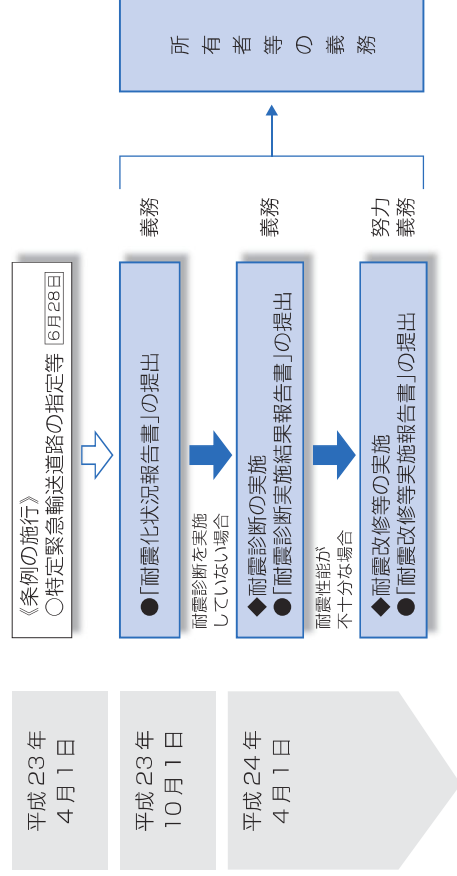 平成23年
4月1日
《条例の施行》
○特定緊急輸送道路の指定等 6月28日
平成23年
10月1日
●「耐震化状況報告書」の提出
義務
耐震診断を実施
していない場合
平成24年
4月1日
◆耐震診断の実施
●「耐震診断実施結果報告書」の提出
義務
耐震性能が
不十分な場合
◆耐震改修等の実施
●「耐震改修等実施報告書」の提出
努力
義務
所有者等の義務